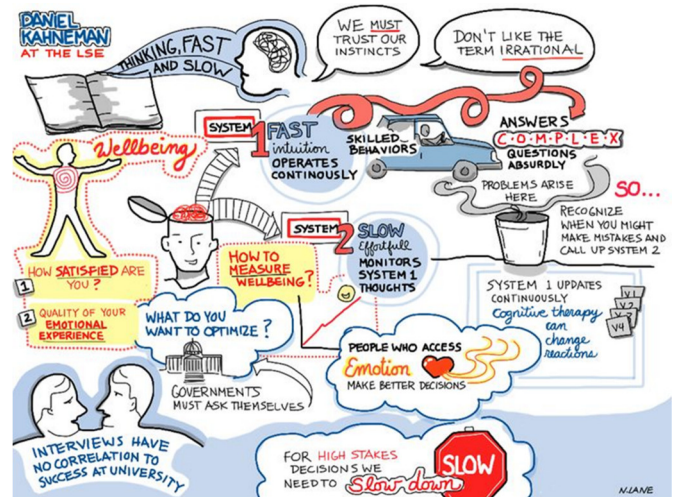 DANIEL
KAHNEMAN
AT THE LSE
THINKING, FAST
AND SLOW
WE MUST
TRUST OUR
INSTINCTS
DON'T LIKE THE
TERM IRRATIONAL
Wellbeing
SYSTEM 1
FAST
intuition
OPERATES
CONTINOUSLY
SKILLED
BEHAVIORS
ANSWERS
C·O·M·P·L·E·X
QUESTIONS
ABSURDLY
PROBLEMS ARISE
HERE
SO...
RECOGNIZE
WHEN YOU MIGHT
MAKE MISTAKES AND
CALL UP SYSTEM 2
SYSTEM 2
SLOW
Effortfull
MONITORS
SYSTEM 1
THOUGHTS
HOW TO
MEASURE
WELLBEING?
1
HOW SATISFIED ARE
YOU?
2
QUALITY OF YOUR
EMOTIONAL
EXPERIENCE
WHAT DO YOU
WANT TO OPTIMIZE?
GOVERNMENTS
MUST ASK THEMSELVES
SYSTEM 1 UPDATES
CONTINUOUSLY
Cognitive therapy
can
change
reactions
V1
V2
V3
V4
PEOPLE WHO ACCESS
Emotion
MAKE BETTER DECISIONS
INTERVIEWS HAVE
NO CORRELATION TO
SUCCESS AT UNIVERSITY
FOR HIGH STAKES
DECISIONS WE
NEED TO Slow down
SLOW
N.LANE